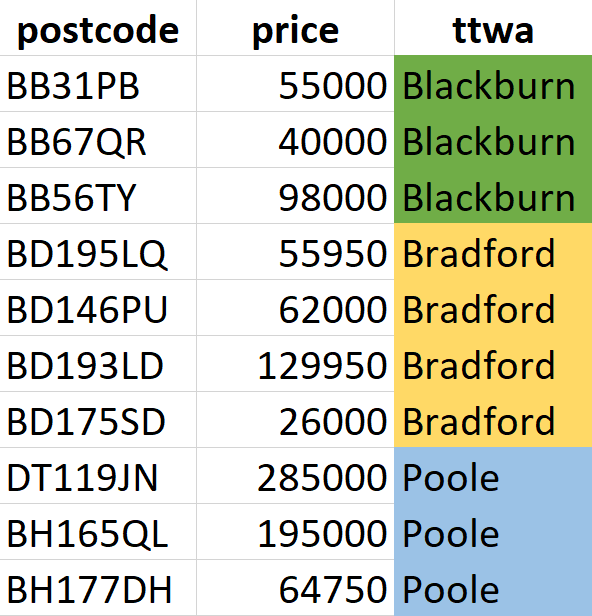 postcode price ttwa
BB31PB 55000 Blackburn
BB67QR 40000 Blackburn
BB56TY 98000 Blackburn
BD195LQ 55950 Bradford
BD146PU 62000 Bradford
BD193LD 129950 Bradford
BD175SD 26000 Bradford
DT119JN 285000 Poole
BH165QL 195000 Poole
BH177DH 64750 Poole